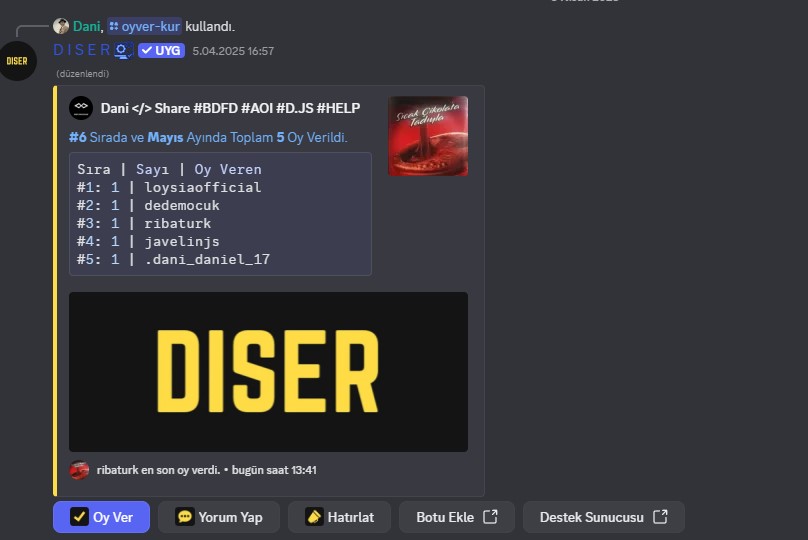 Dani, oyver-kur kullandı.
DISER UYG 5.04.2025 16:57
DISER
(düzenlendi)
Dani </> Share #BDFD #AOI #D.JS #HELP
Sıcak Çikolata
Tadıyla
#6 Sırada ve Mayıs Ayında Toplam 5 Oy Verildi.
Sıra | Sayı | Oy Veren
#1: 1 | loysiaofficial
#2: 1 | dedemocuk
#3: 1 | ribaturk
#4: 1 | javelinjs
#5: 1 | .dani_daniel_17
DISER
ribaturk en son oy verdi. • bugün saat 13:41
Oy Ver Yorum Yap Hatırlat Botu Ekle Destek Sunucusu